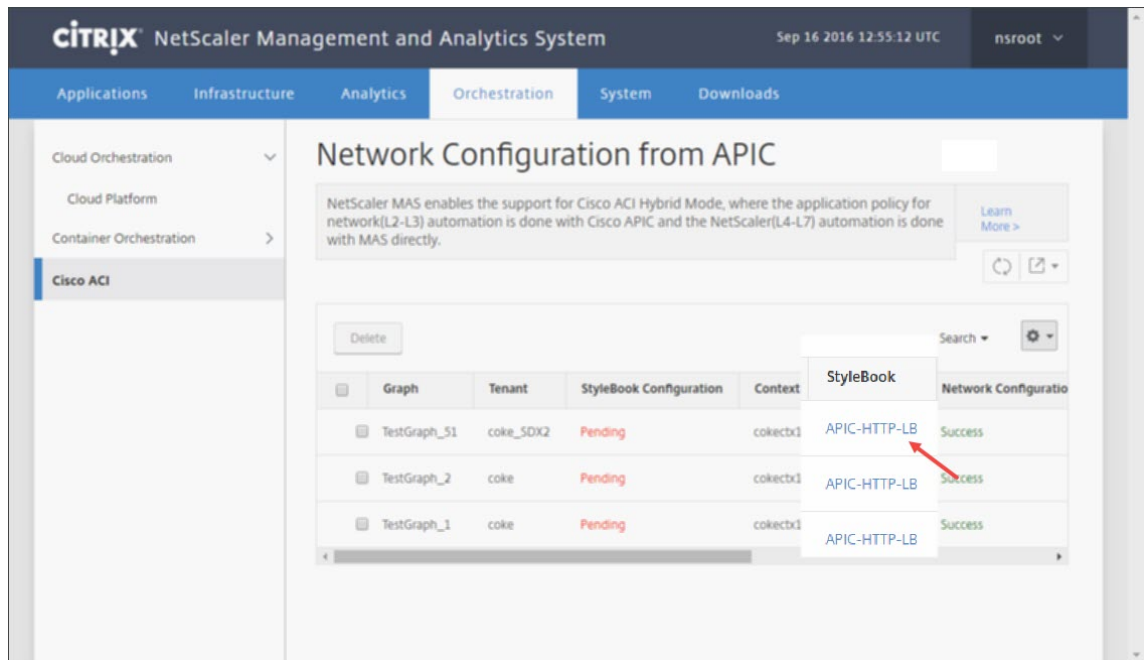 CİTRIX NetScaler Management and Analytics System Sep 16 2016 12:55:12 UTC nsroot
Applications Infrastructure Analytics Orchestration System Downloads
Cloud Orchestration
Cloud Platform
Container Orchestration
Cisco ACI
Network Configuration from APIC
NetScaler MAS enables the support for Cisco ACI Hybrid Mode, where the application policy for
network(L2-L3) automation is done with Cisco APIC and the NetScaler(L4-L7) automation is done
with MAS directly.
Learn
More >
Delete Search
Graph Tenant StyleBook Configuration Context StyleBook Network Configuratio
TestGraph_51 coke_SDX2 Pending cokectx1 APIC-HTTP-LB Success
TestGraph_2 coke Pending cokectx1 APIC-HTTP-LB Success
TestGraph_1 coke Pending cokectx1 APIC-HTTP-LB Success